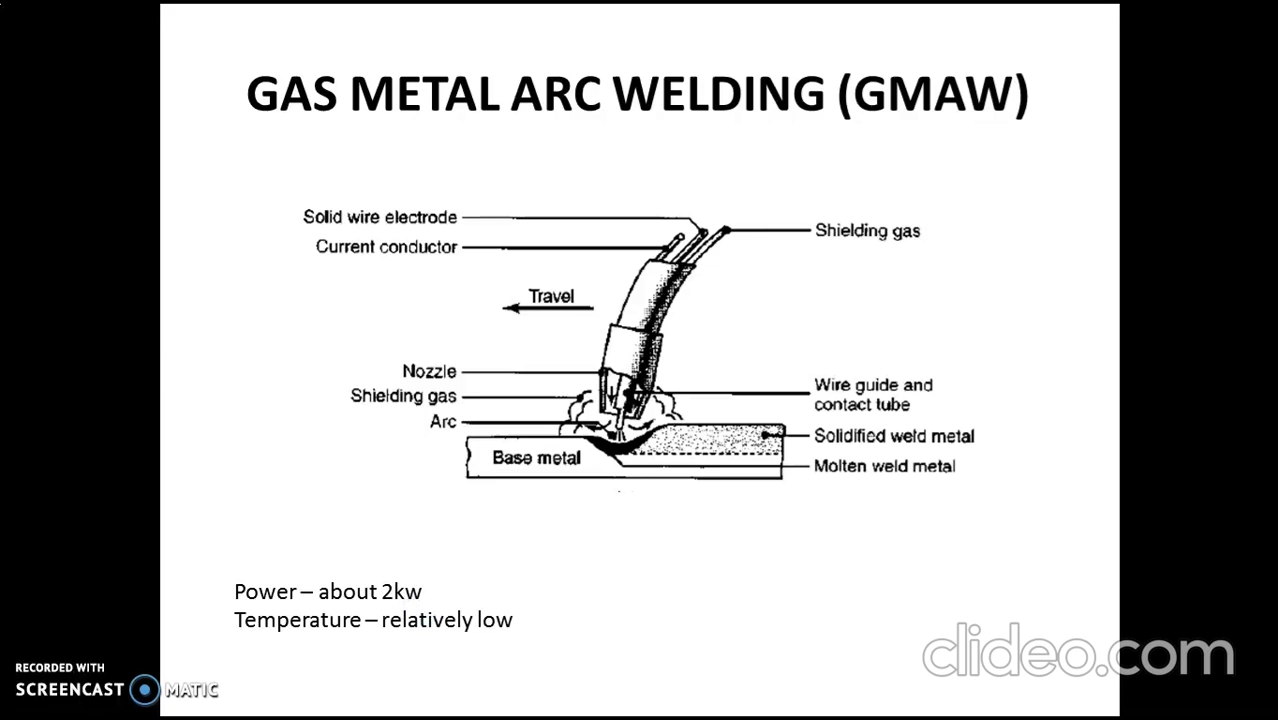 GAS METAL ARC WELDING (GMAW)
Solid wire electrode
Current conductor
Shielding gas
Travel
Nozzle
Shielding gas
Arc
Wire guide and
contact tube
Solidified weld metal
Base metal
Molten weld metal
Power – about 2kw
Temperature – relatively low
clideo.com
RECORDED WITH
SCREENCAST MATIC